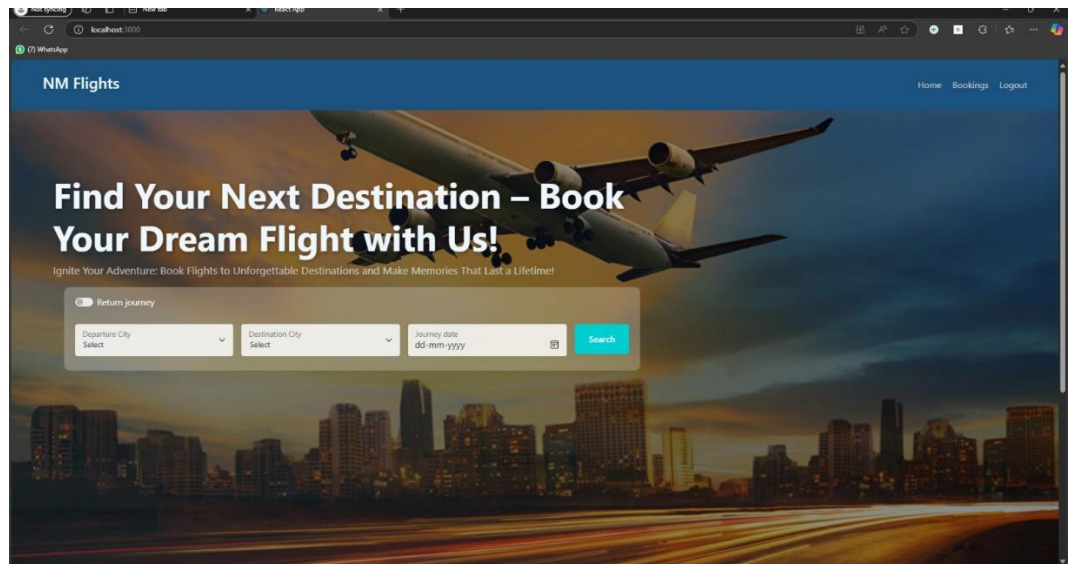 Not syncing
New tab
React App
localhost:3000
(7) WhatsApp
NM Flights
Home Bookings Logout
Find Your Next Destination – Book
Your Dream Flight with Us!
Ignite Your Adventure: Book Flights to Unforgettable Destinations and Make Memories That Last a Lifetime!
Return journey
Departure City
Select
Destination City
Select
Journey date
dd-mm-yyyy
Search